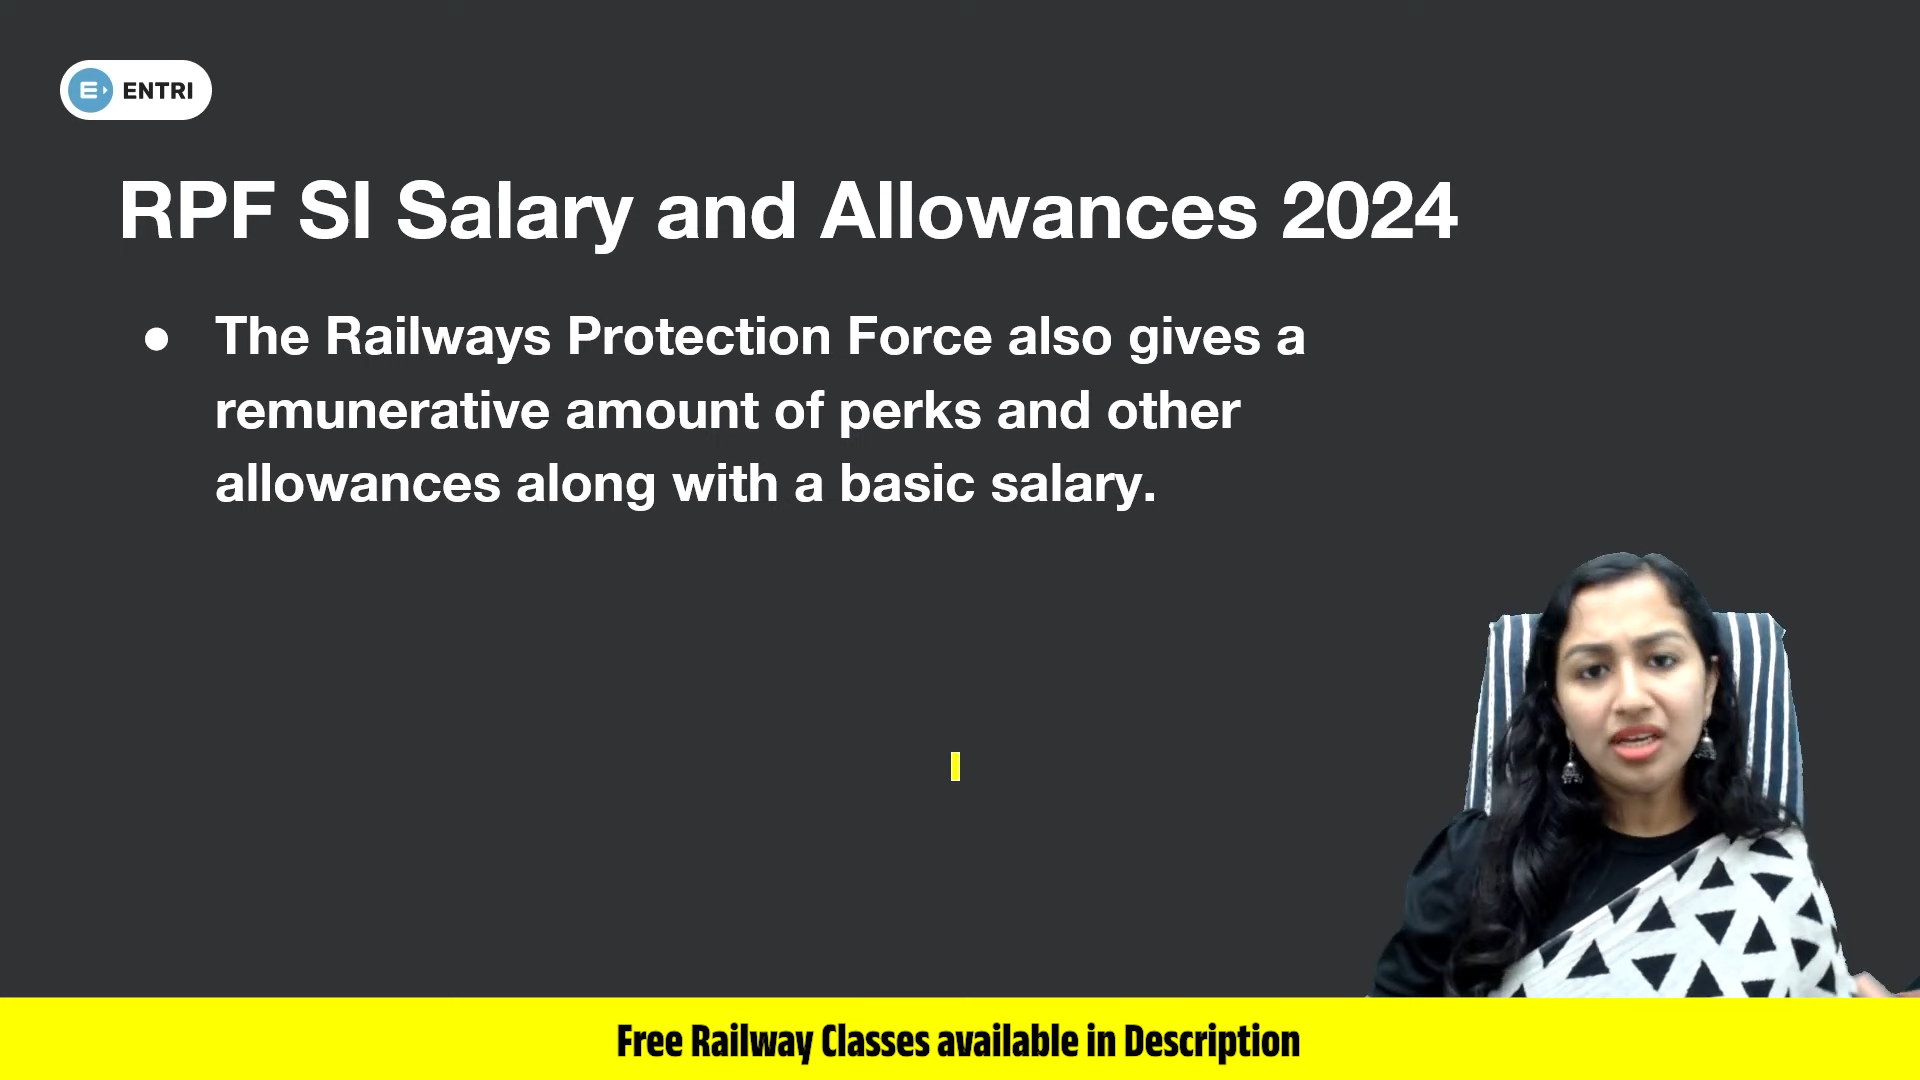 ENTRI
RPF SI Salary and Allowances 2024
● The Railways Protection Force also gives a
remunerative amount of perks and other
allowances along with a basic salary.
Free Railway Classes available in Description